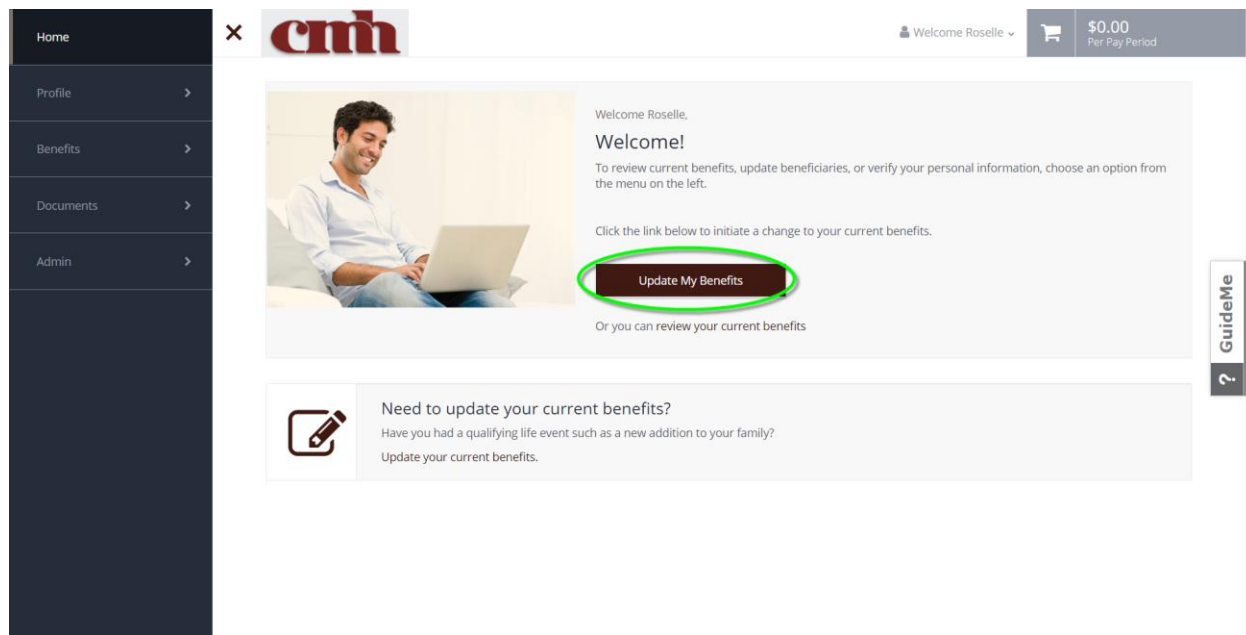 Home
cmh
Welcome Roselle
$0.00
Per Pay Period
Profile
Benefits
Documents
Admin
Welcome Roselle,
Welcome!
To review current benefits, update beneficiaries, or verify your personal information, choose an option from
the menu on the left.
Click the link below to initiate a change to your current benefits.
Update My Benefits
Or you can review your current benefits
Need to update your current benefits?
Have you had a qualifying life event such as a new addition to your family?
Update your current benefits.
GuideMe
?